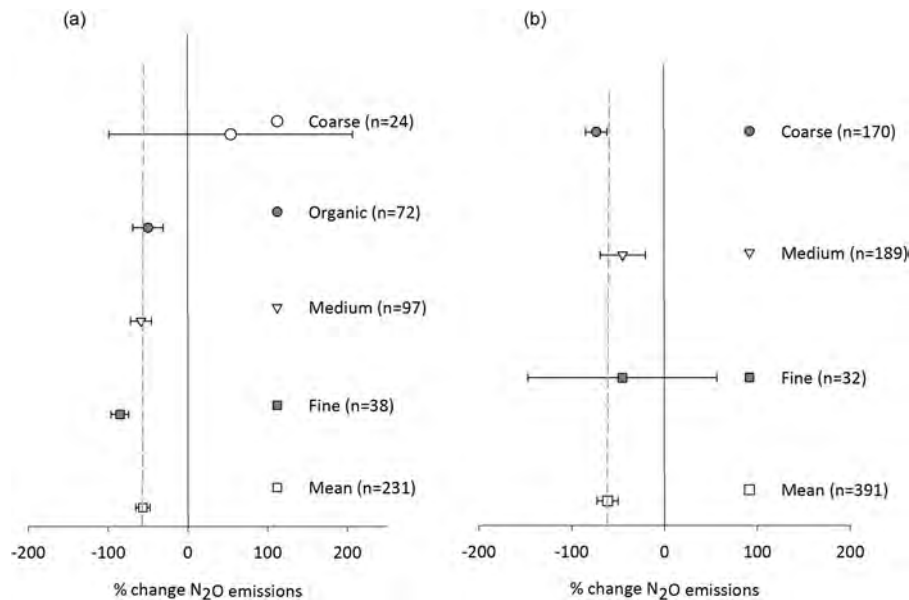 (a)
Coarse (n=24)
Organic (n=72)
Medium (n=97)
Fine (n=38)
Mean (n=231)
-200 -100 0 100 200
% change N2O emissions
(b)
Coarse (n=170)
Medium (n=189)
Fine (n=32)
Mean (n=391)
-200 -100 0 100 200
% change N2O emissions